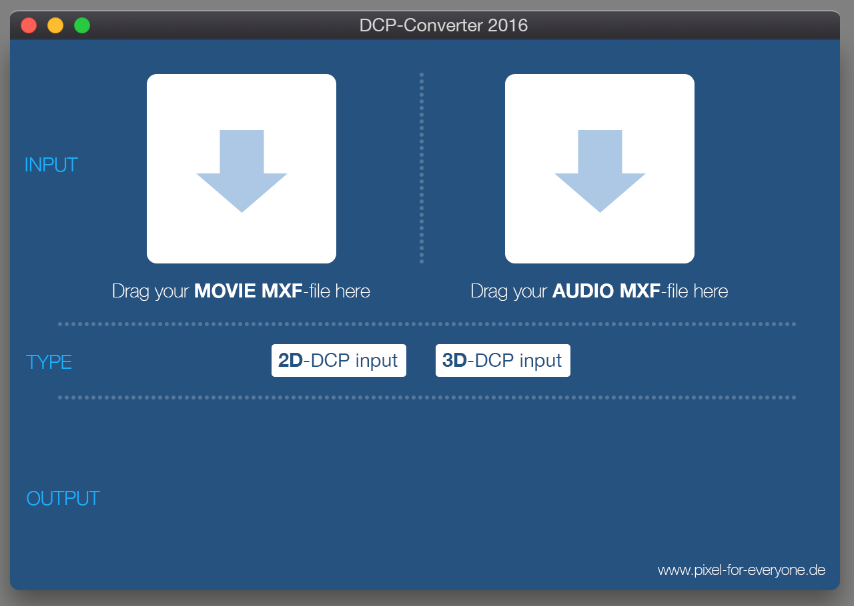 DCP-Converter 2016
INPUT
Drag your MOVIE MXF-file here
Drag your AUDIO MXF-file here
TYPE
2D-DCP input
3D-DCP input
OUTPUT
www.pixel-for-everyone.de